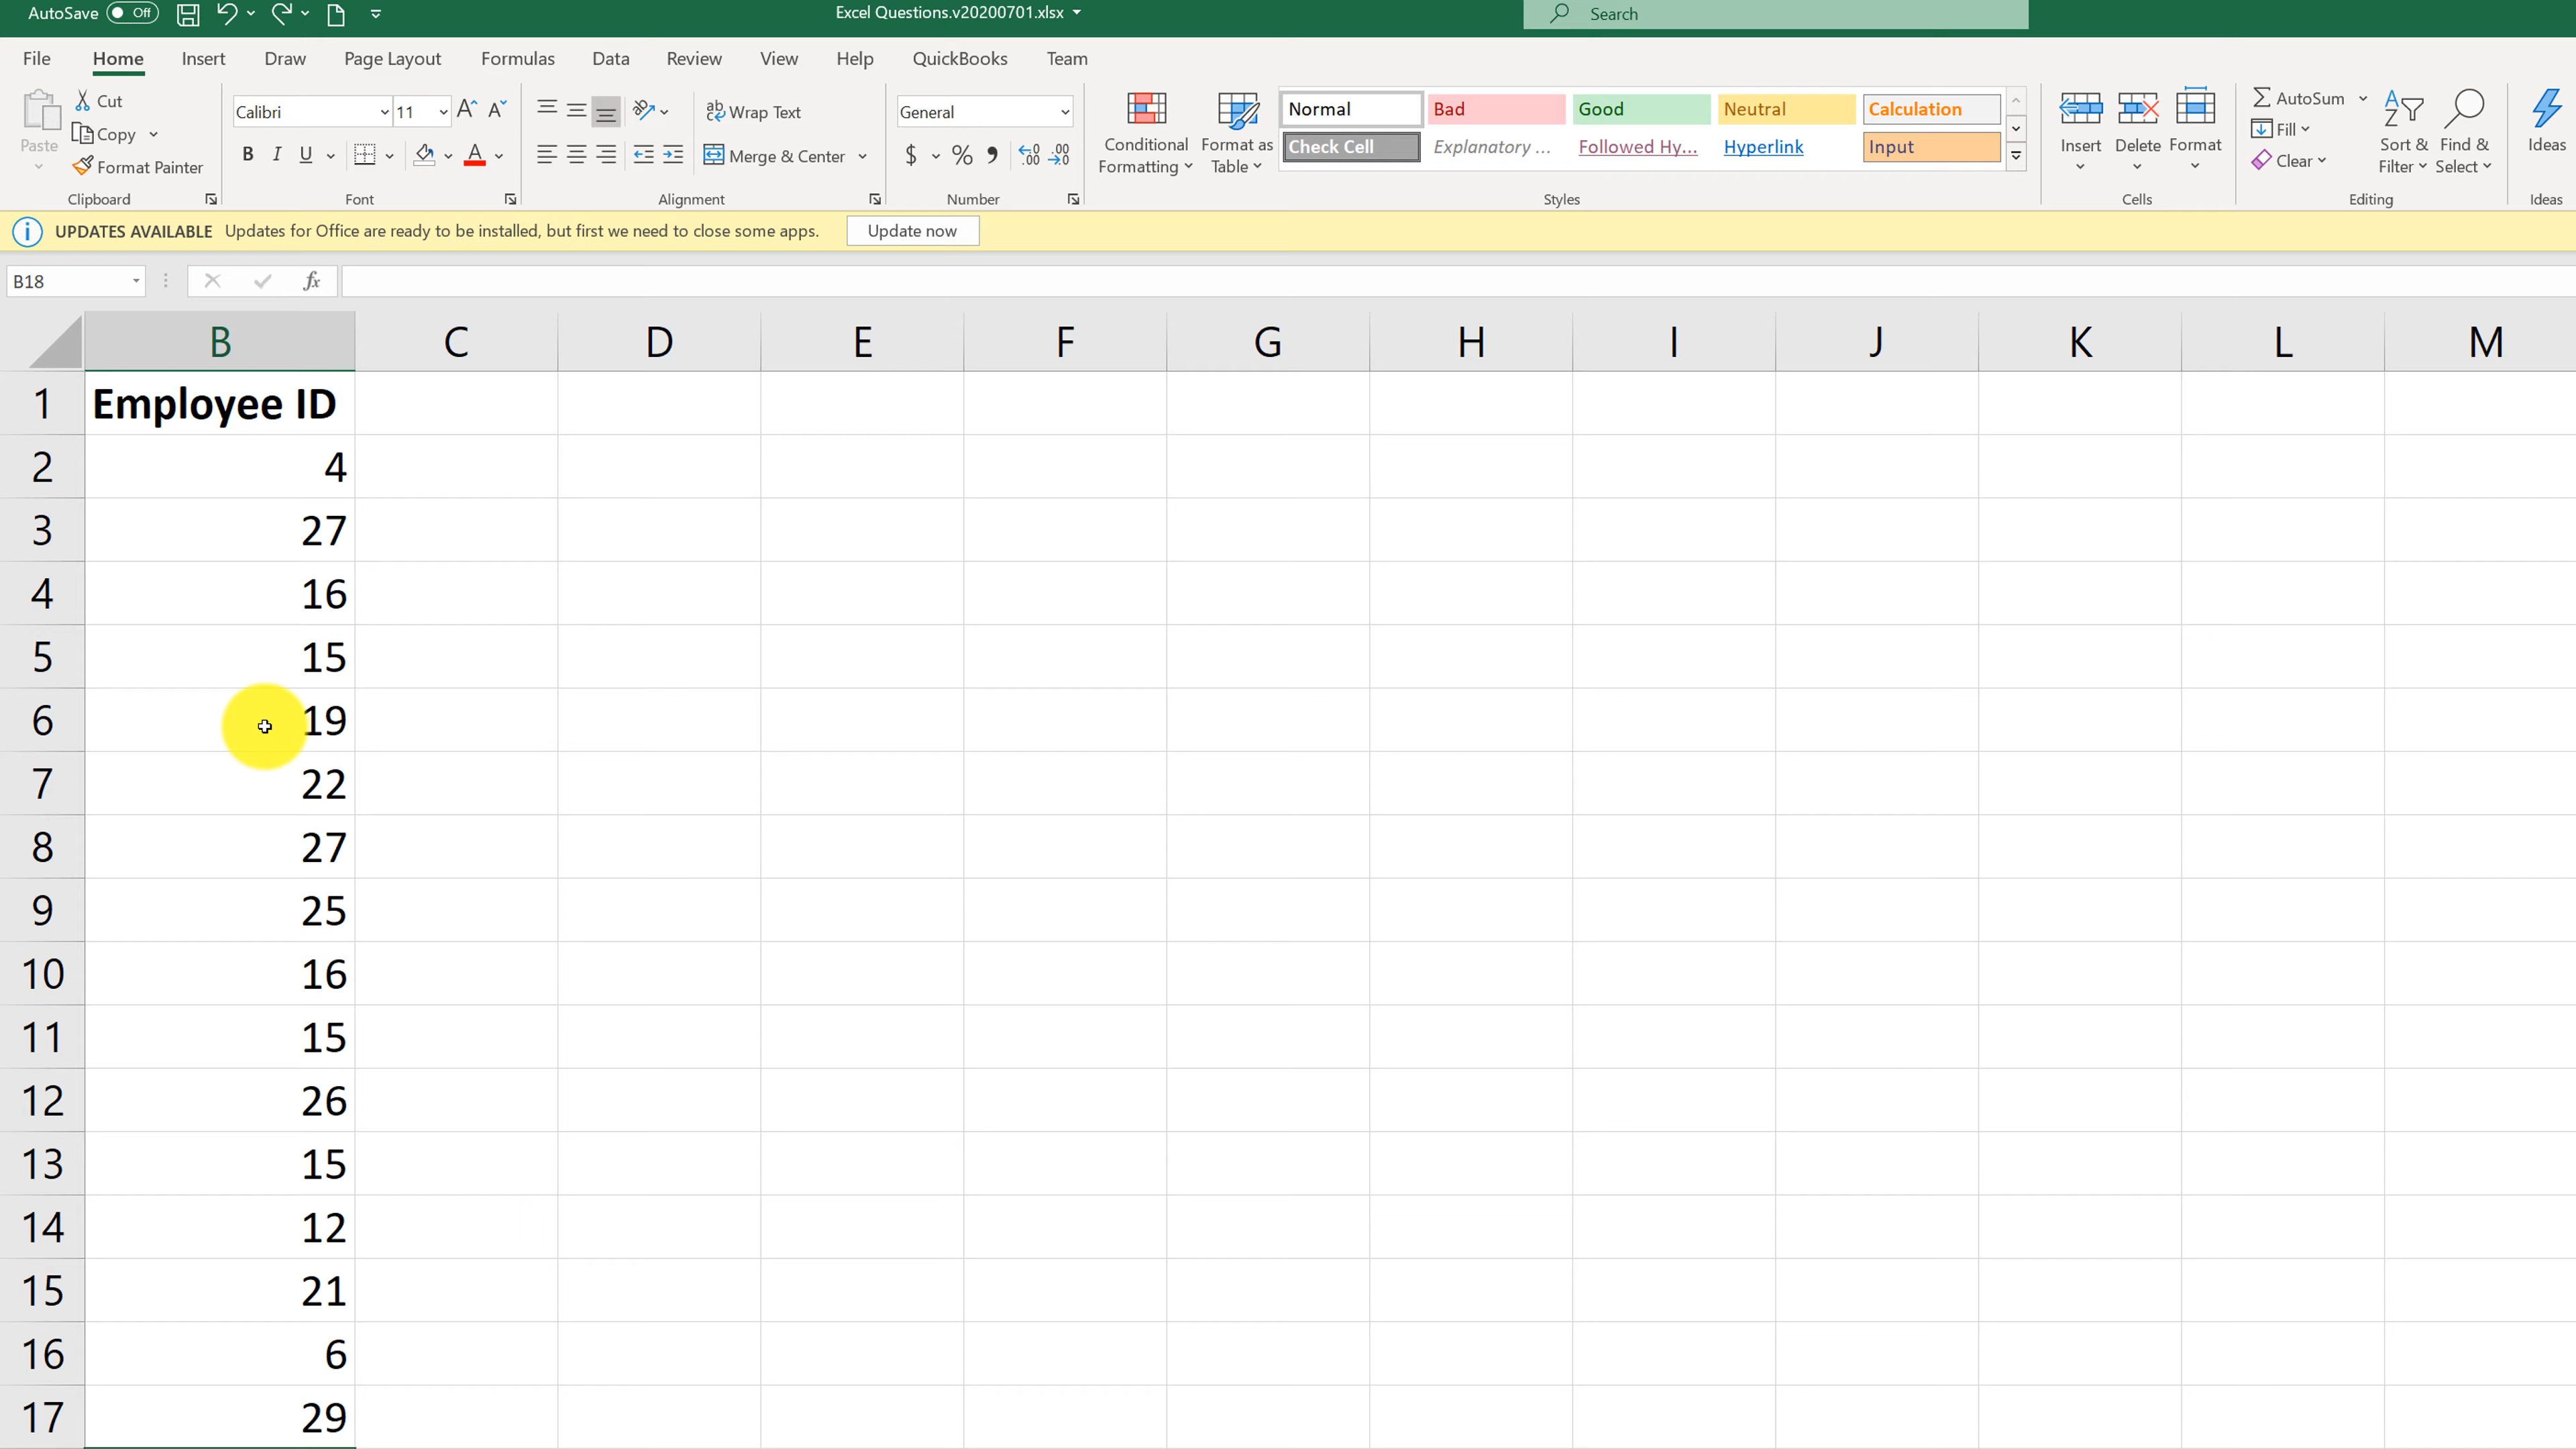 AutoSave Off Excel Questions.v20200701.xlsx Search
File Home Insert Draw Page Layout Formulas Data Review View Help QuickBooks Team
Paste Cut Copy Format Painter Clipboard
Calibri 11 B I U A Font
ab Wrap Text Merge & Center Alignment
General $ % Number
Conditional Formatting Format as Table
Normal Bad Good Neutral Calculation
Check Cell Explanatory ... Followed Hy... Hyperlink Input
Styles
Insert Delete Format Cells
AutoSum Fill Clear Sort & Filter Find & Select Editing
Ideas Ideas
UPDATES AVAILABLE Updates for Office are ready to be installed, but first we need to close some apps. Update now
B18 fx
B C D E F G H I J K L M
1 Employee ID
2 4
3 27
4 16
5 15
6 19
7 22
8 27
9 25
10 16
11 15
12 26
13 15
14 12
15 21
16 6
17 29